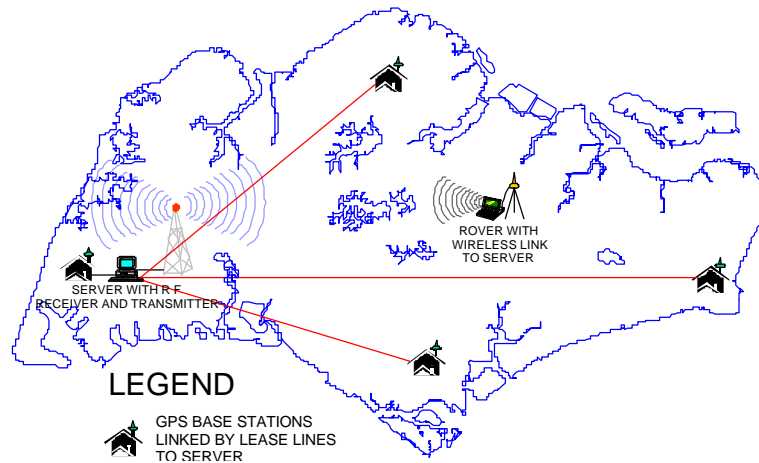 ROVER WITH
WIRELESS LINK
TO SERVER
SERVER WITH R F
RECEIVER AND TRANSMITTER
LEGEND
GPS BASE STATIONS
LINKED BY LEASE LINES
TO SERVER